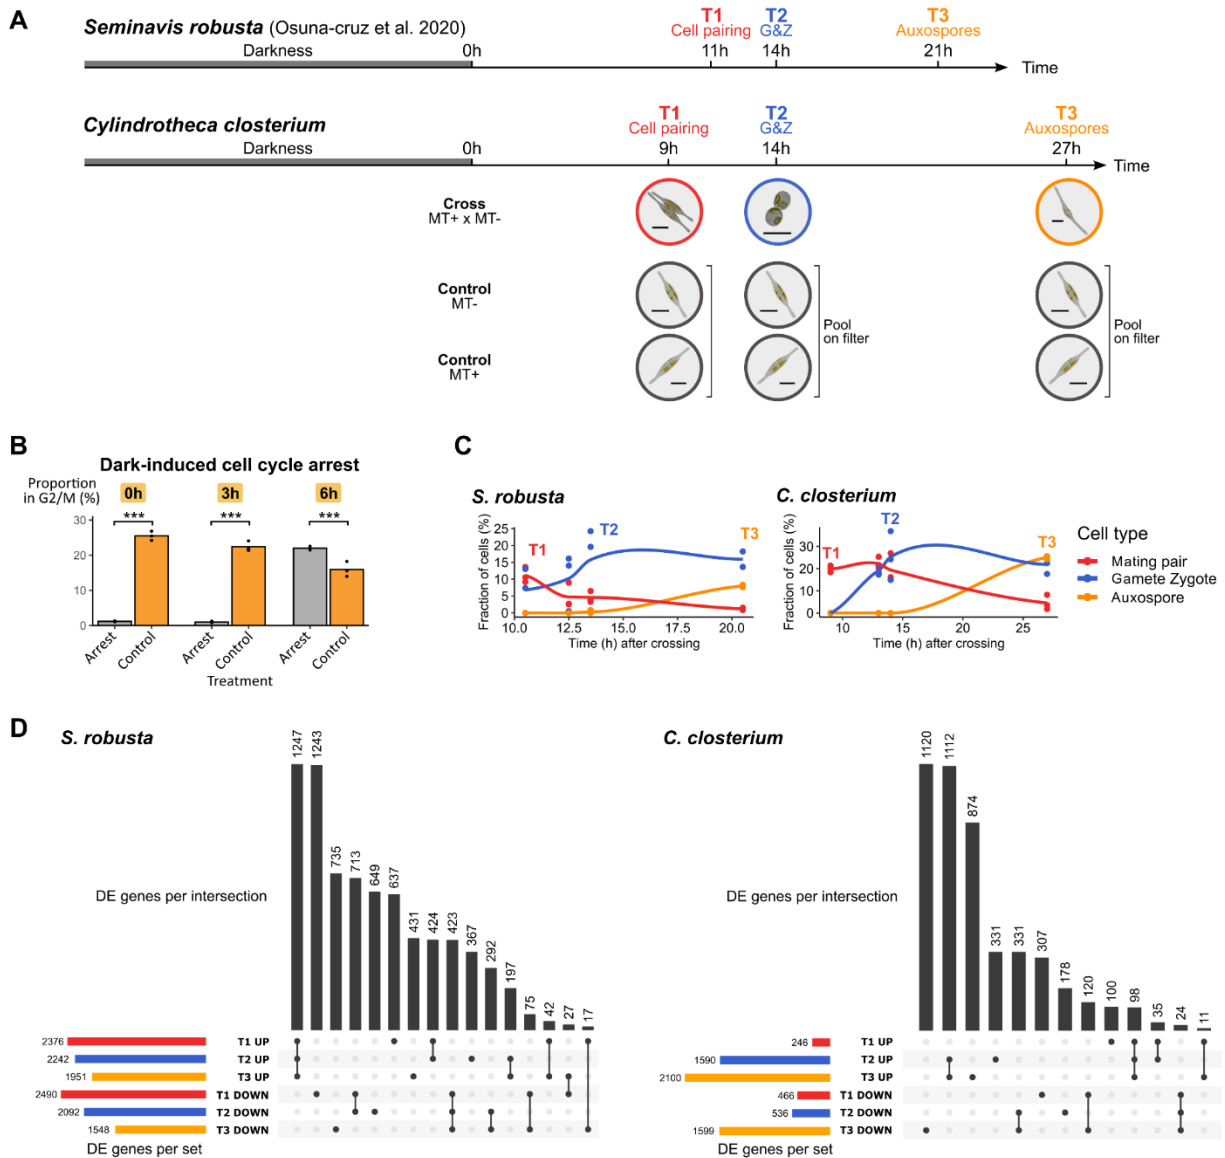 A
Seminavis robusta (Osuna-cruz et al. 2020)
T1
Cell pairing
T2
G&Z
T3
Auxospores
Darkness
0h
11h
14h
21h
Time
Cylindrotheca closterium
T1
Cell pairing
T2
G&Z
T3
Auxospores
Darkness
0h
9h
14h
27h
Time
Cross
MT+ x MT-
Control
MT-
Pool
on filter
Pool
on filter
Control
MT+
B
Dark-induced cell cycle arrest
Proportion
in G2/M (%)
0h
3h
6h
*** *** ***
30
20
10
0
Arrest Control Arrest Control Arrest Control
Treatment
C
S. robusta
Fraction of cells (%)
25
20
15
10
5
0
T1
T2
T3
10.0 12.5 15.0 17.5 20.0
Time (h) after crossing
C. closterium
Fraction of cells (%)
30
20
10
0
T1
T2
T3
10 15 20 25
Time (h) after crossing
Cell type
Mating pair
Gamete Zygote
Auxospore
D
S. robusta
DE genes per intersection
1247 1243 735 713 649 637 431 424 423 367 292 197 75 42 27 17
2376 T1 UP
2242 T2 UP
1951 T3 UP
2490 T1 DOWN
2092 T2 DOWN
1548 T3 DOWN
DE genes per set
C. closterium
DE genes per intersection
1120 1112 874 331 331 307 178 120 100 98 35 24 11
246 T1 UP
1590 T2 UP
2100 T3 UP
466 T1 DOWN
536 T2 DOWN
1599 T3 DOWN
DE genes per set